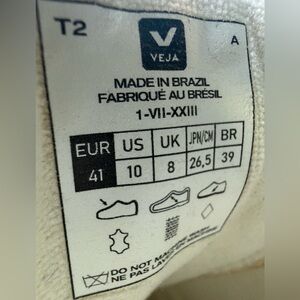 T2
A
VEJA
MADE IN BRAZIL
FABRIQUÉ AU BRÉSIL
1-VII-XXIII
EUR US UK JPN/CM BR
41 10 8 26,5 39
DO NOT MACHINE WASH
NE PAS LAVER EN MACHINE